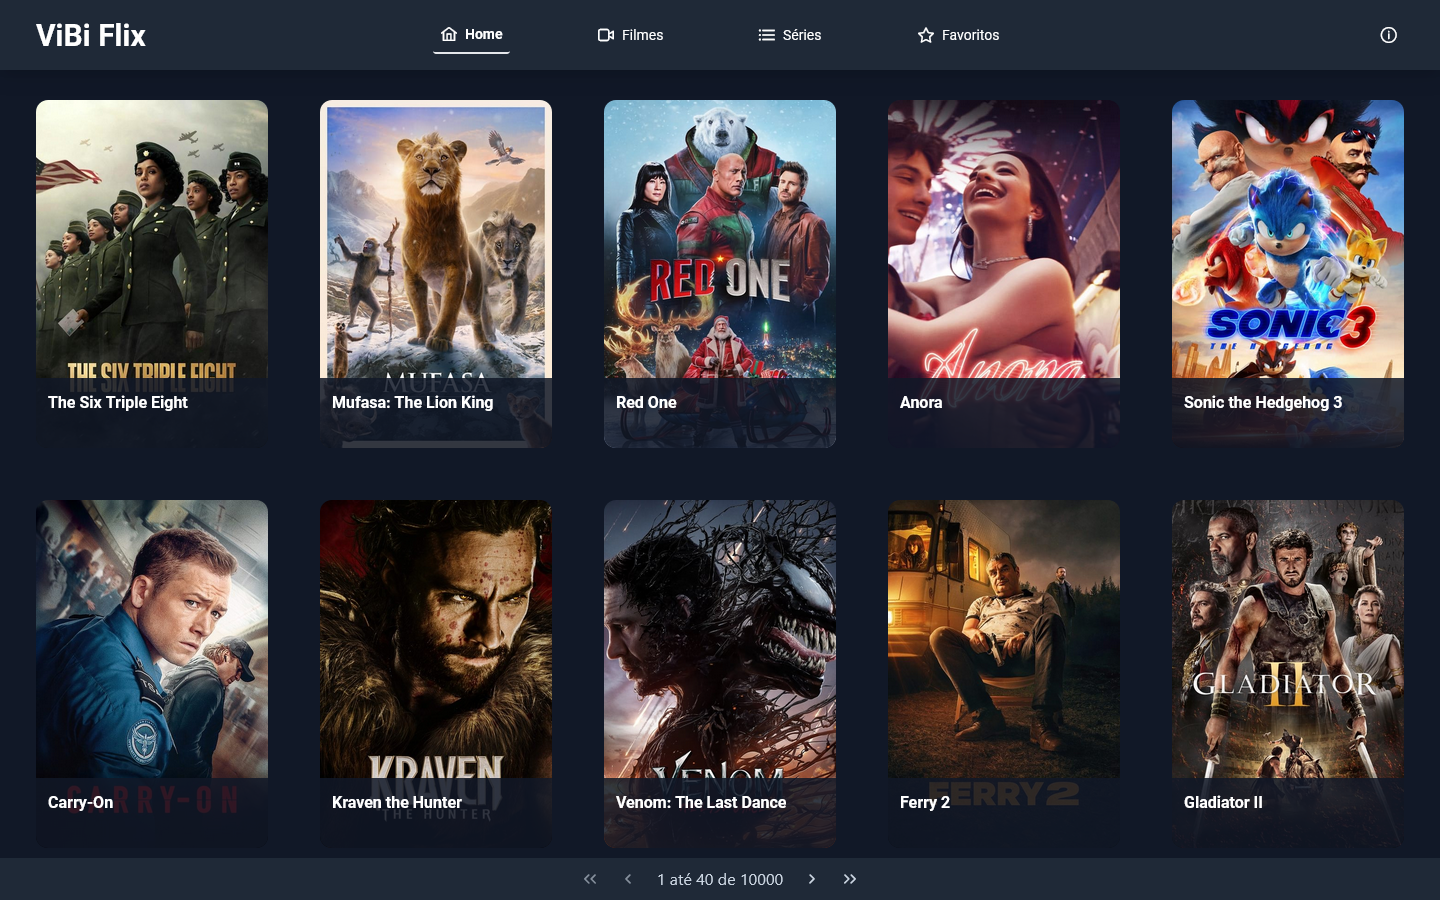 ViBi Flix
Home
Filmes
Séries
Favoritos
THE SIX TRIPLE EIGHT
The Six Triple Eight
MUFASA
Mufasa: The Lion King
RED ONE
Red One
Anora
Anora
SONIC 3
THE HEDGEHOG
Sonic the Hedgehog 3
CARRY-ON
Carry-On
KRAVEN
THE HUNTER
Kraven the Hunter
VENOM
Venom: The Last Dance
FERRY 2
Ferry 2
GLADIATOR II
Gladiator II
1 até 40 de 10000